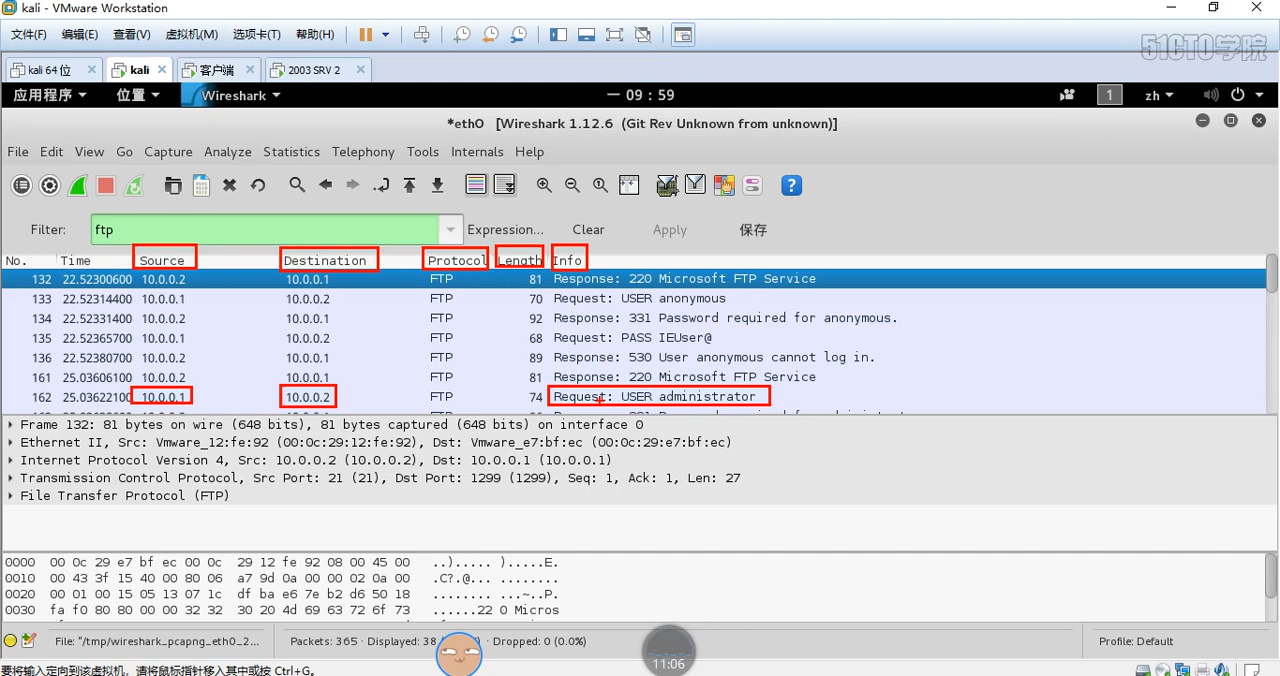 kali - VMware Workstation
文件(F) 编辑(E) 查看(V) 虚拟机(M) 选项卡(T) 帮助(H)
51CTO学院
kali 64 位 kali 客户端 2003 SRV 2
应用程序 位置 Wireshark 一 09：59 1 zh
*eth0 [Wireshark 1.12.6 (Git Rev Unknown from unknown)]
File Edit View Go Capture Analyze Statistics Telephony Tools Internals Help
Filter: ftp Expression... Clear Apply 保存
No. Time Source Destination Protocol Length Info
132 22.52300600 10.0.0.2 10.0.0.1 FTP 81 Response: 220 Microsoft FTP Service
133 22.52314400 10.0.0.1 10.0.0.2 FTP 70 Request: USER anonymous
134 22.52331400 10.0.0.2 10.0.0.1 FTP 92 Response: 331 Password required for anonymous.
135 22.52365700 10.0.0.1 10.0.0.2 FTP 68 Request: PASS IEUser@
136 22.52380700 10.0.0.2 10.0.0.1 FTP 89 Response: 530 User anonymous cannot log in.
161 25.03606100 10.0.0.2 10.0.0.1 FTP 81 Response: 220 Microsoft FTP Service
162 25.03622100 10.0.0.1 10.0.0.2 FTP 74 Request: USER administrator
Frame 132: 81 bytes on wire (648 bits), 81 bytes captured (648 bits) on interface 0
Ethernet II, Src: Vmware_12:fe:92 (00:0c:29:12:fe:92), Dst: Vmware_e7:bf:ec (00:0c:29:e7:bf:ec)
Internet Protocol Version 4, Src: 10.0.0.2 (10.0.0.2), Dst: 10.0.0.1 (10.0.0.1)
Transmission Control Protocol, Src Port: 21 (21), Dst Port: 1299 (1299), Seq: 1, Ack: 1, Len: 27
File Transfer Protocol (FTP)
0000 00 0c 29 e7 bf ec 00 0c 29 12 fe 92 08 00 45 00 ..)..... ).....E.
0010 00 43 3f 15 40 00 80 06 a7 9d 0a 00 00 02 0a 00 .C?.@... ........
0020 00 01 00 15 05 13 07 1c df ba e6 7e b2 d6 50 18 ........ ...~..P.
0030 fa f0 80 80 00 00 32 32 30 20 4d 69 63 72 6f 73 ......22 0 Micros
File: "/tmp/wireshark_pcapng_eth0_2... Packets: 365 · Displayed: 38 · Dropped: 0 (0.0%) Profile: Default
11:06
要将输入定向到该虚拟机，请将鼠标指针移入其中或按 Ctrl+G。